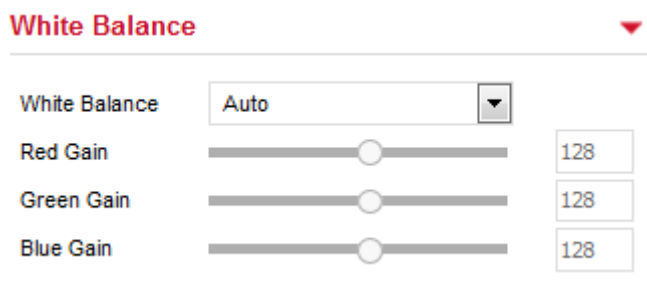 White Balance
White Balance Auto
Red Gain 128
Green Gain 128
Blue Gain 128